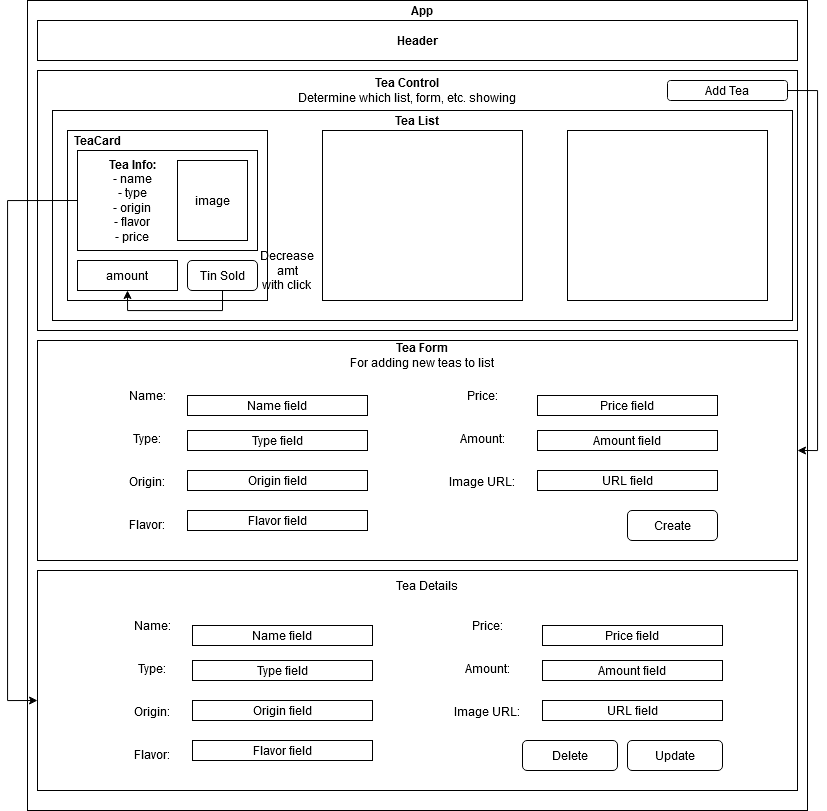 App
Header
Tea Control
Determine which list, form, etc. showing
Add Tea
Tea List
TeaCard
Tea Info:
- name
- type
- origin
- flavor
- price
image
amount
Tin Sold
Decrease
amt
with click
Tea Form
For adding new teas to list
Name:
Name field
Price:
Price field
Type:
Type field
Amount:
Amount field
Origin:
Origin field
Image URL:
URL field
Flavor:
Flavor field
Create
Tea Details
Name:
Name field
Price:
Price field
Type:
Type field
Amount:
Amount field
Origin:
Origin field
Image URL:
URL field
Flavor:
Flavor field
Delete
Update